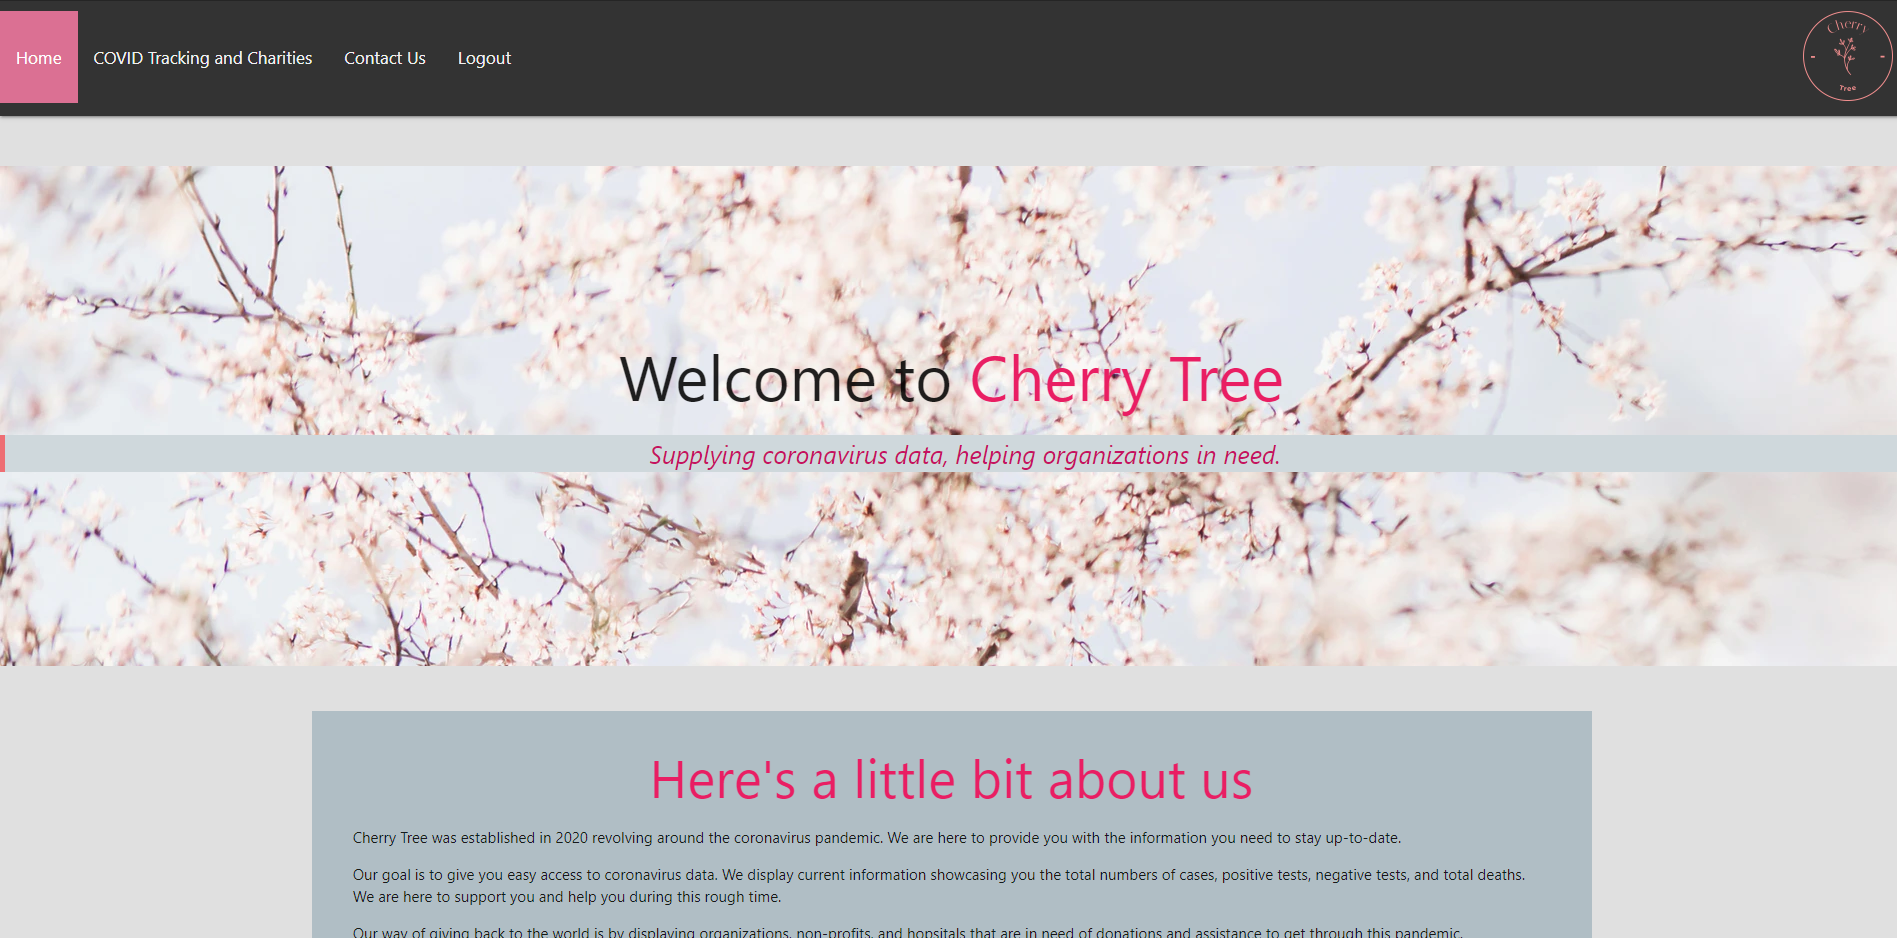 Home
COVID Tracking and Charities
Contact Us
Logout
Cherry
Tree
Welcome to Cherry Tree
Supplying coronavirus data, helping organizations in need.
Here's a little bit about us
Cherry Tree was established in 2020 revolving around the coronavirus pandemic. We are here to provide you with the information you need to stay up-to-date.
Our goal is to give you easy access to coronavirus data. We display current information showcasing you the total numbers of cases, positive tests, negative tests, and total deaths.
We are here to support you and help you during this rough time.
Our way of giving back to the world is by displaying organizations, non-profits, and hopsitals that are in need of donations and assistance to get through this pandemic.